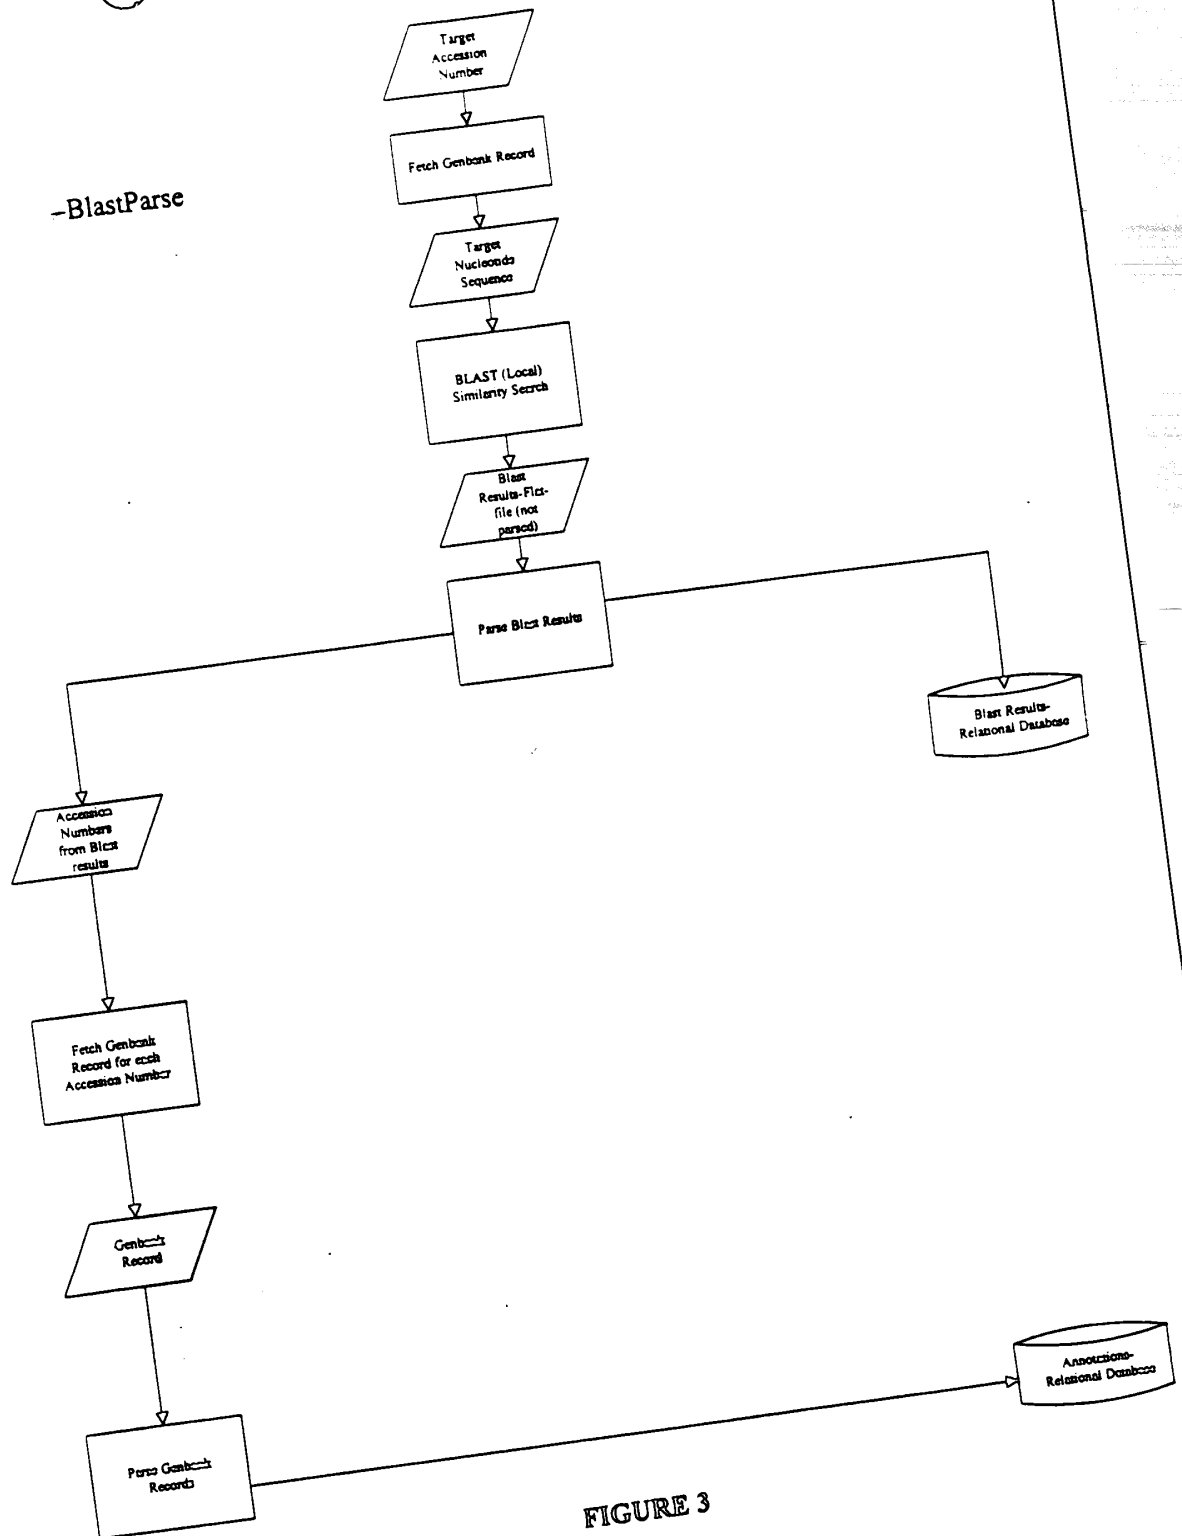 Target
Accession
Number
Fetch Genbank Record
–BlastParse
Target
Nucleotide
Sequence
BLAST (Local)
Similarity Search
Blast
Results-Flat-
file (not
parsed)
Parse Blast Results
Blast Results-
Relational Database
Accession
Numbers
from Blast
results
Fetch Genbank
Record for each
Accession Number
Genbank
Record
Annotations-
Relational Database
Parse Genbank
Records
FIGURE 3